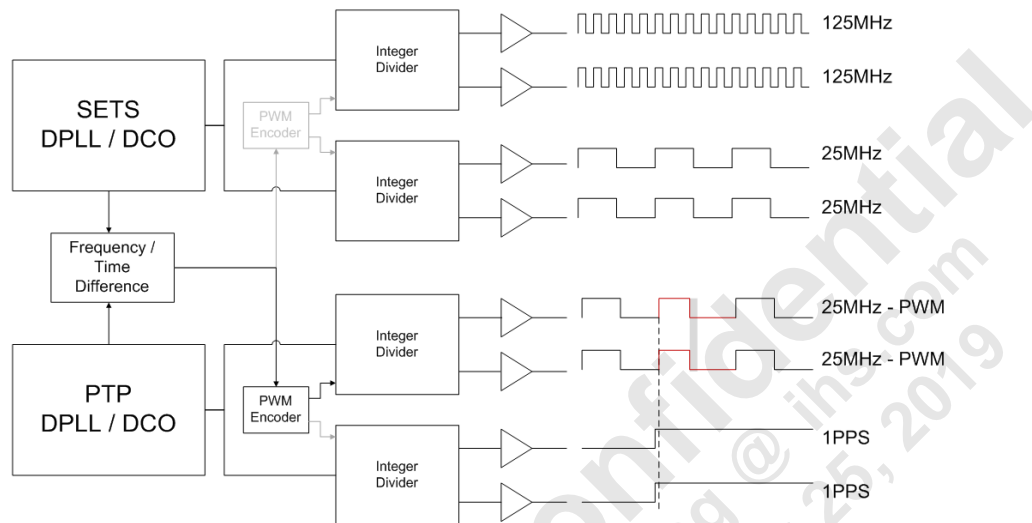 SETS
DPLL / DCO
PWM
Encoder
Integer
Divider
125MHz
125MHz
Integer
Divider
25MHz
25MHz
Frequency /
Time
Difference
PTP
DPLL / DCO
PWM
Encoder
Integer
Divider
25MHz - PWM
25MHz - PWM
Integer
Divider
1PPS
1PPS
onfidential
@ ihs.com
25, 2019